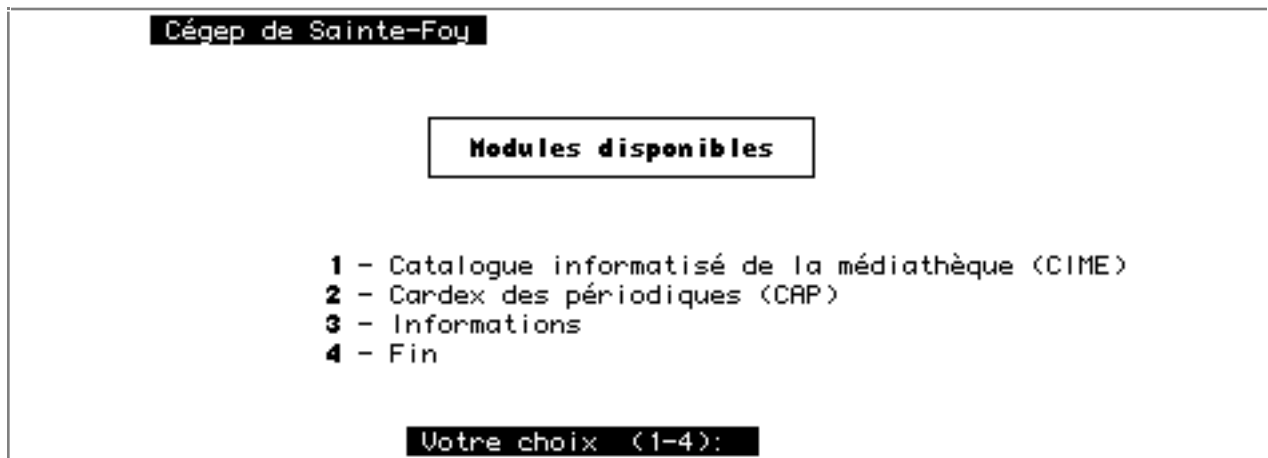 Cégep de Sainte-Foy
Modules disponibles
1 - Catalogue informatisé de la médiathèque (CIME)
2 - Cardex des périodiques (CAP)
3 - Informations
4 - Fin
Votre choix (1-4):